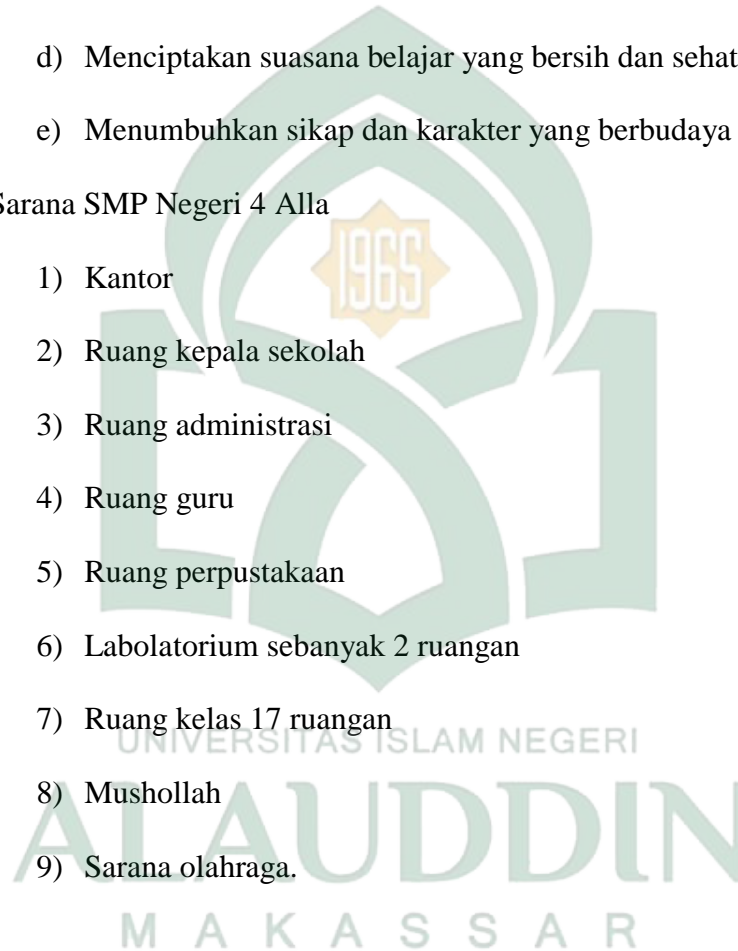 d) Menciptakan suasana belajar yang bersih dan sehat
e) Menumbuhkan sikap dan karakter yang berbudaya
Sarana SMP Negeri 4 Alla
1965
1) Kantor
2) Ruang kepala sekolah
3) Ruang administrasi
4) Ruang guru
5) Ruang perpustakaan
6) Labolatorium sebanyak 2 ruangan
7) Ruang kelas 17 ruangan
UNIVERSITAS ISLAM NEGERI
8) Mushollah
ALAUDDIN
9) Sarana olahraga.
MAKASSAR